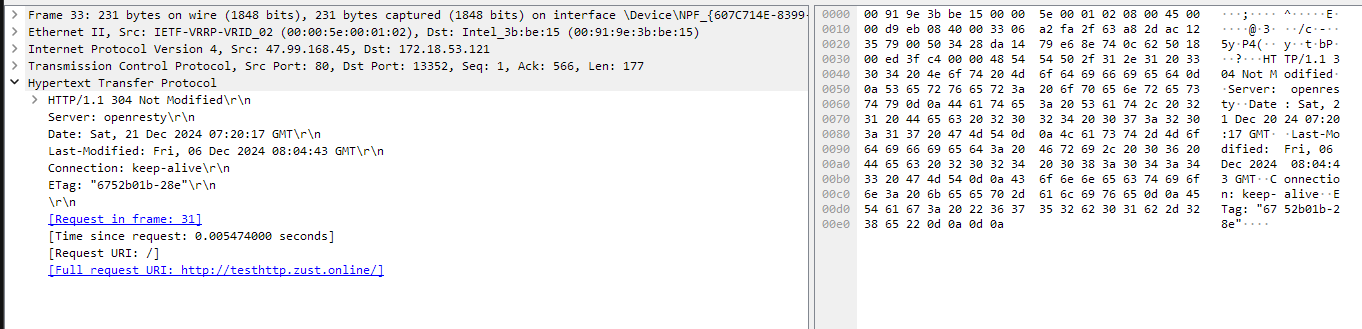 Frame 33: 231 bytes on wire (1848 bits), 231 bytes captured (1848 bits) on interface \Device\NPF_{607C714E-8399-
Ethernet II, Src: IETF-VRRP-VRID_02 (00:00:5e:00:01:02), Dst: Intel_3b:be:15 (00:91:9e:3b:be:15)
Internet Protocol Version 4, Src: 47.99.168.45, Dst: 172.18.53.121
Transmission Control Protocol, Src Port: 80, Dst Port: 13352, Seq: 1, Ack: 566, Len: 177
Hypertext Transfer Protocol
HTTP/1.1 304 Not Modified\r\n
Server: openresty\r\n
Date: Sat, 21 Dec 2024 07:20:17 GMT\r\n
Last-Modified: Fri, 06 Dec 2024 08:04:43 GMT\r\n
Connection: keep-alive\r\n
ETag: "6752b01b-28e"\r\n
\r\n
[Request in frame: 31]
[Time since request: 0.005474000 seconds]
[Request URI: /]
[Full request URI: http://testhttp.zust.online/]
0000 00 91 9e 3b be 15 00 00 5e 00 01 02 08 00 45 00 ···;···· ^·····E·
0010 00 d9 eb 08 40 00 33 06 a2 fa 2f 63 a8 2d ac 12 ····@·3· ··/c·-··
0020 35 79 00 50 34 28 da 14 79 e6 8e 74 0c 62 50 18 5y·P4(·· y··t·bP·
0030 00 ed 3f c4 00 00 48 54 54 50 2f 31 2e 31 20 33 ··?···HT TP/1.1 3
0040 30 34 20 4e 6f 74 20 4d 6f 64 69 66 69 65 64 0d 04 Not M odified·
0050 0a 53 65 72 76 65 72 3a 20 6f 70 65 6e 72 65 73 ·Server: openres
0060 74 79 0d 0a 44 61 74 65 3a 20 53 61 74 2c 20 32 ty··Date : Sat, 2
0070 31 20 44 65 63 20 32 30 32 34 20 30 37 3a 32 30 1 Dec 20 24 07:20
0080 3a 31 37 20 47 4d 54 0d 0a 4c 61 73 74 2d 4d 6f :17 GMT· ·Last-Mo
0090 64 69 66 69 65 64 3a 20 46 72 69 2c 20 30 36 20 dified: Fri, 06
00a0 44 65 63 20 32 30 32 34 20 30 38 3a 30 34 3a 34 Dec 2024 08:04:4
00b0 33 20 47 4d 54 0d 0a 43 6f 6e 6e 65 63 74 69 6f 3 GMT··C onnectio
00c0 6e 3a 20 6b 65 65 70 2d 61 6c 69 76 65 0d 0a 45 n: keep- alive··E
00d0 54 61 67 3a 20 22 36 37 35 32 62 30 31 62 2d 32 Tag: "67 52b01b-2
00e0 38 65 22 0d 0a 0d 0a 8e"····